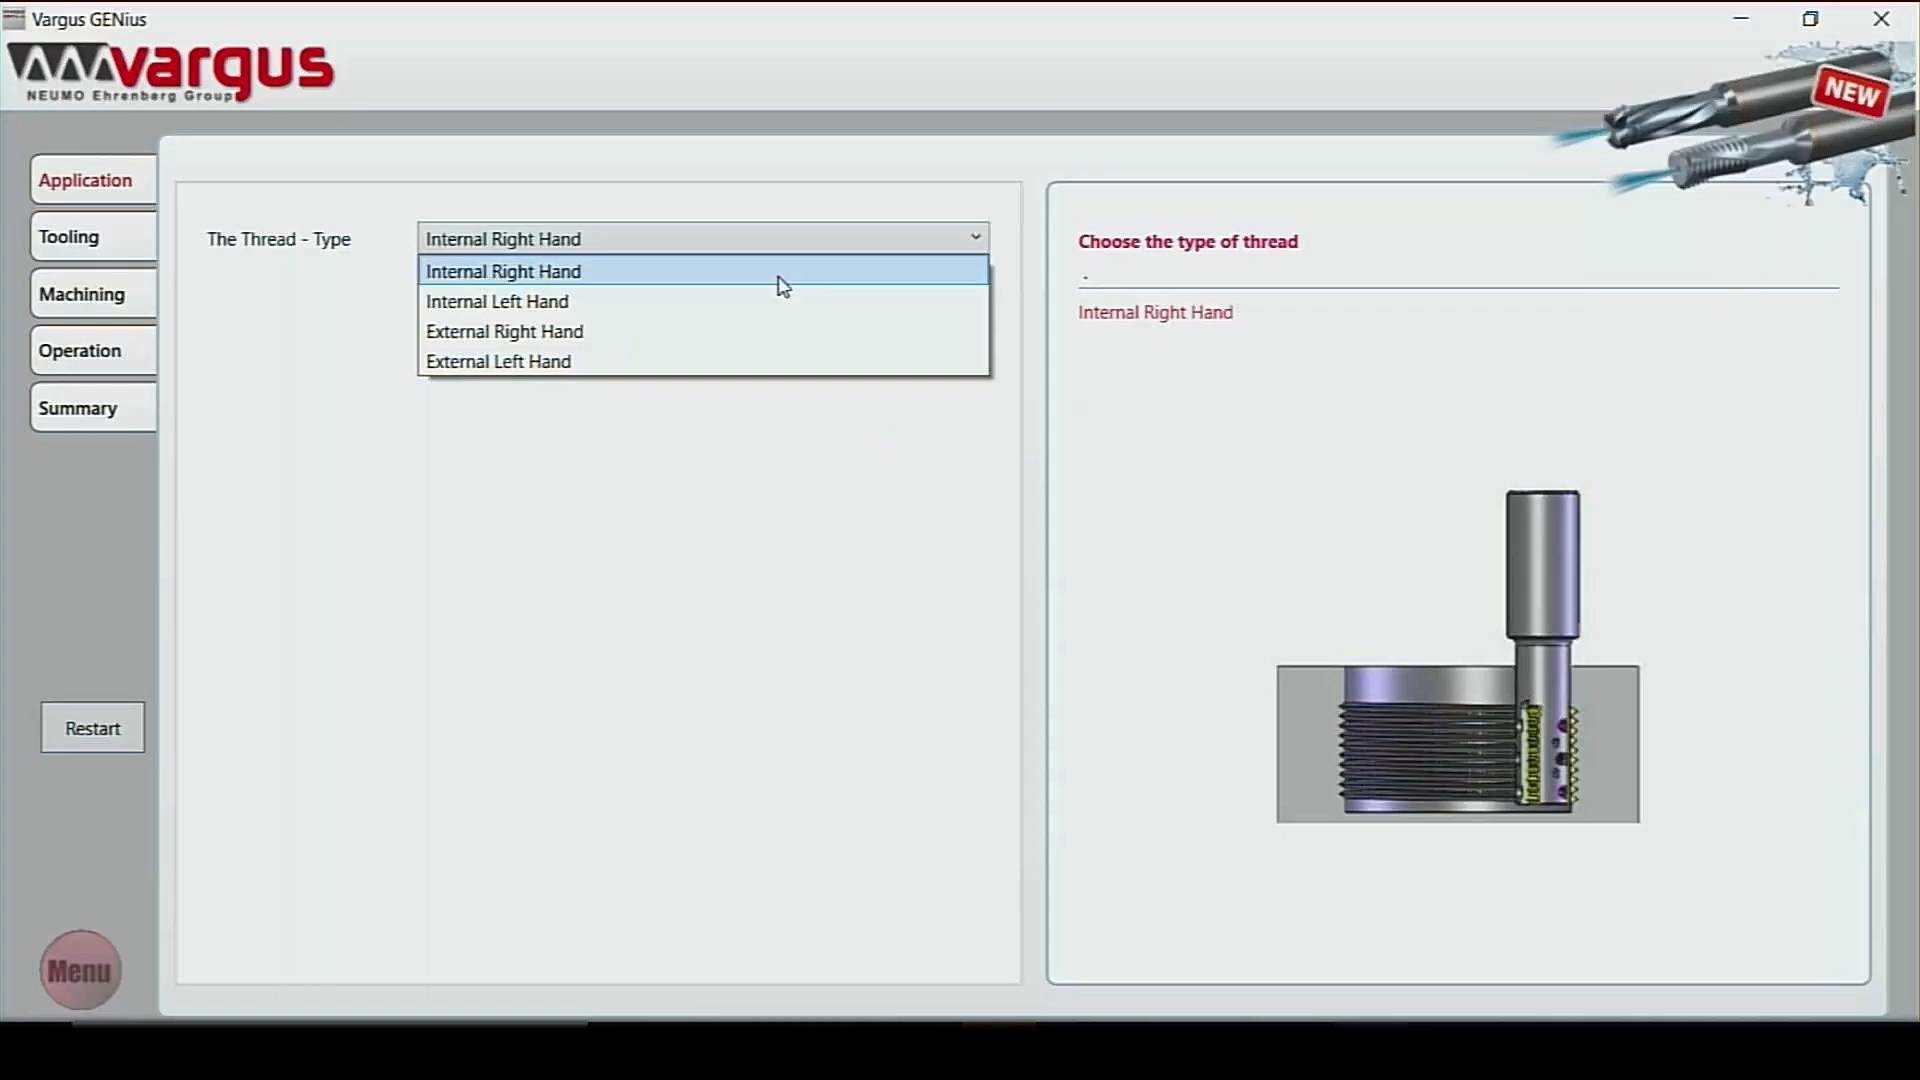 Vargus GENius
vargus
NEUMO Ehrenberg Group
NEW
Application
Tooling
Machining
Operation
Summary
Restart
Menu
The Thread - Type
Internal Right Hand
Internal Right Hand
Internal Left Hand
External Right Hand
External Left Hand
Choose the type of thread
.
Internal Right Hand